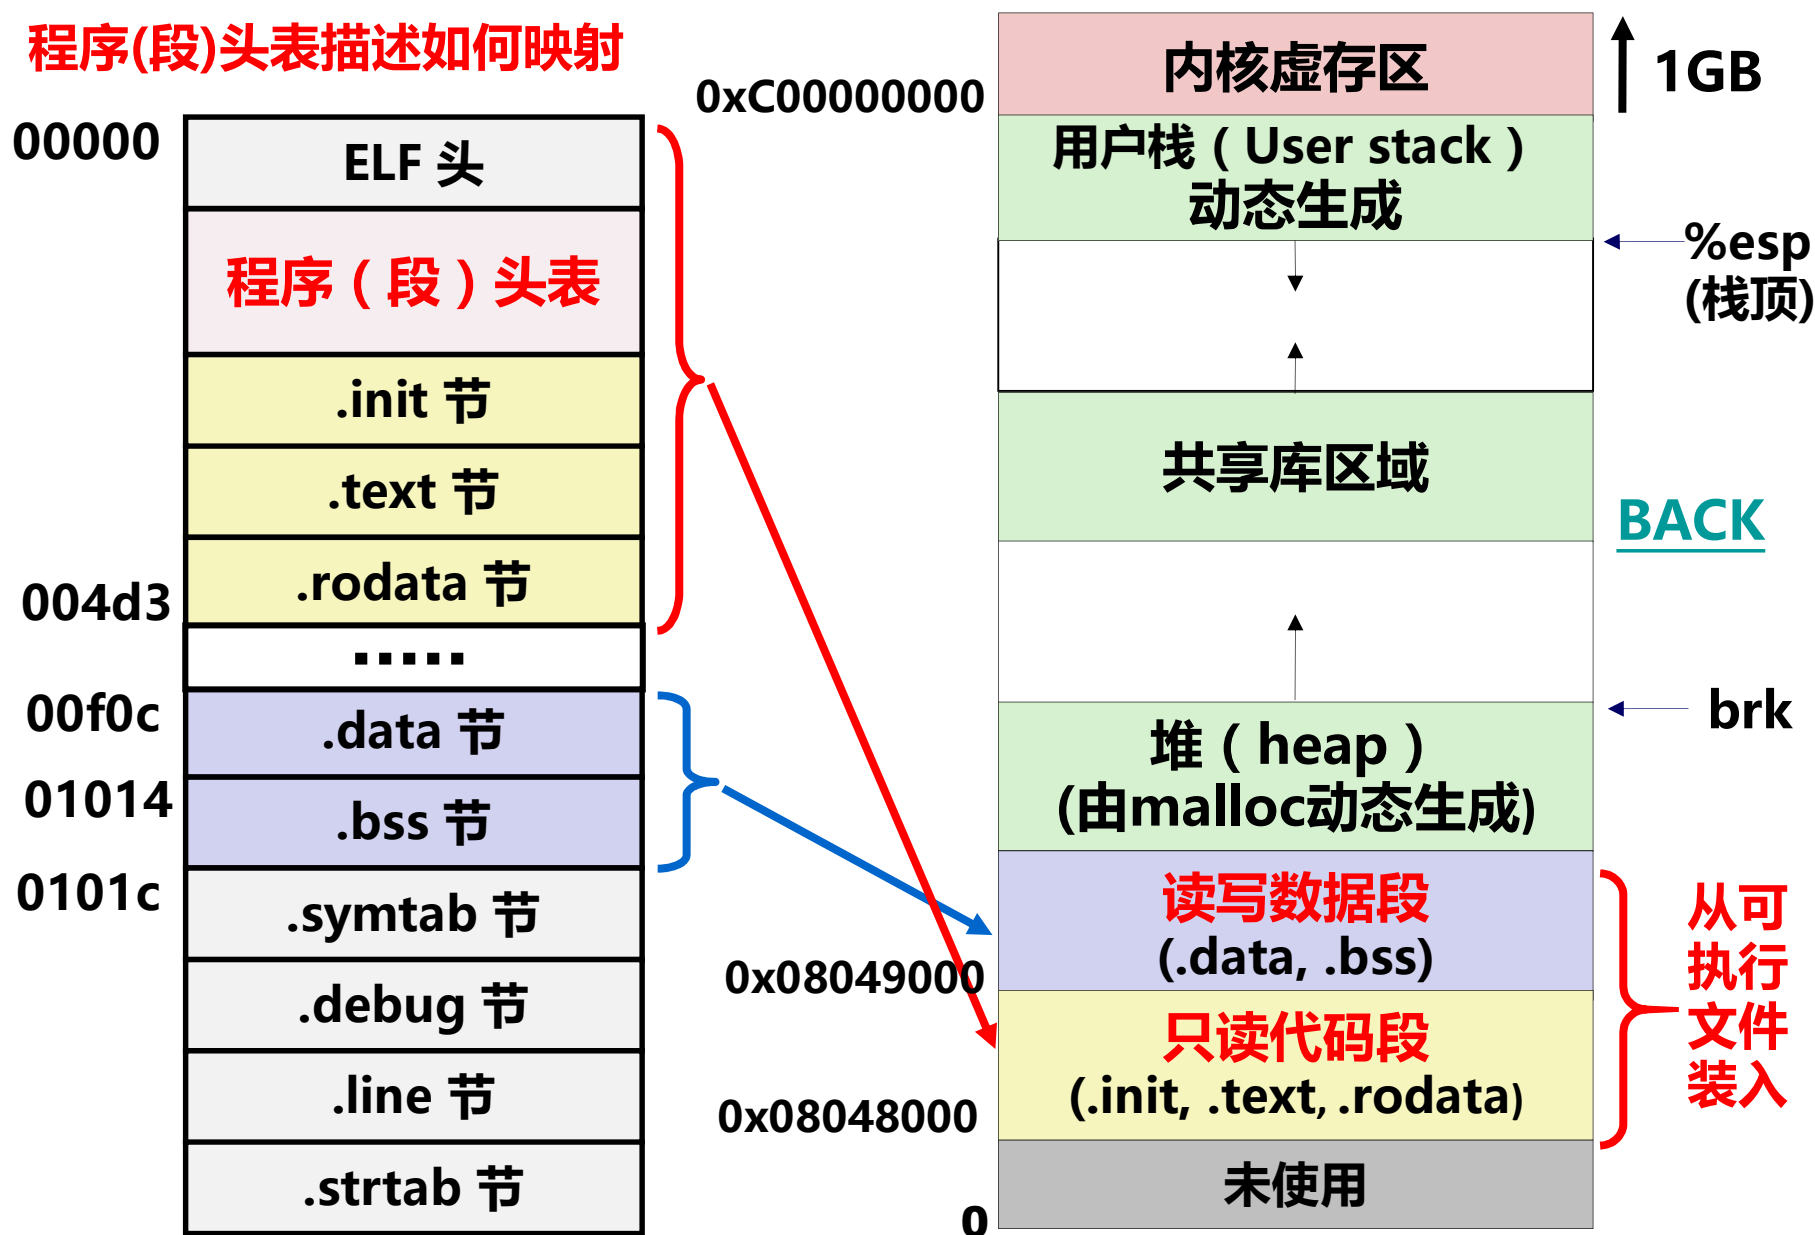 程序(段)头表描述如何映射
00000
ELF 头
程序（段）头表
.init 节
.text 节
.rodata 节
004d3
.....
00f0c
.data 节
01014
.bss 节
0101c
.symtab 节
.debug 节
.line 节
.strtab 节
内核虚存区
1GB
0xC00000000
用户栈（User stack）
动态生成
%esp
(栈顶)
共享库区域
BACK
brk
堆（heap）
(由malloc动态生成)
读写数据段
(.data, .bss)
0x08049000
只读代码段
(.init, .text, .rodata)
0x08048000
从可
执行
文件
装入
未使用
0